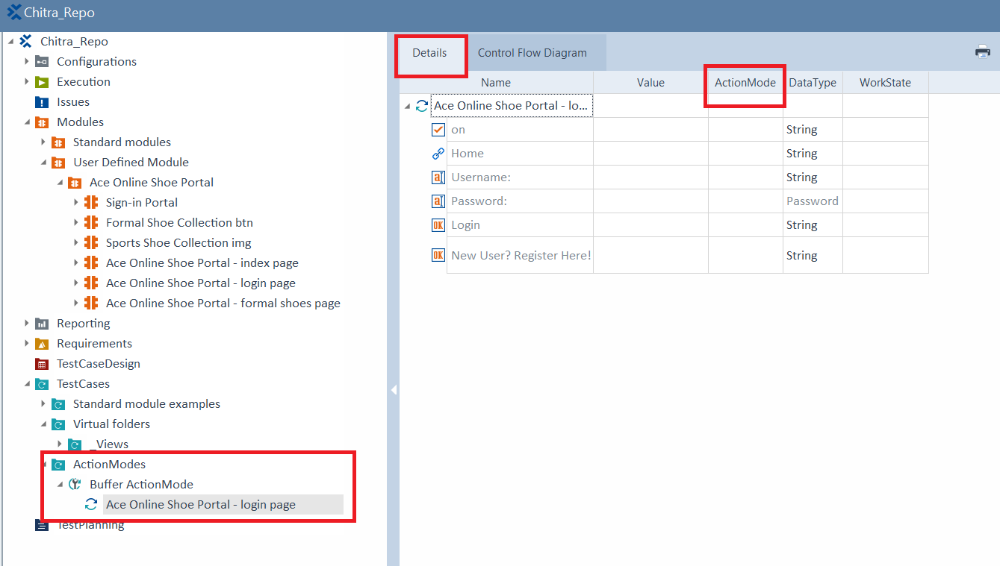 Chitra_Repo
Chitra_Repo
Configurations
Execution
Issues
Modules
Standard modules
User Defined Module
Ace Online Shoe Portal
Sign-in Portal
Formal Shoe Collection btn
Sports Shoe Collection img
Ace Online Shoe Portal - index page
Ace Online Shoe Portal - login page
Ace Online Shoe Portal - formal shoes page
Reporting
Requirements
TestCaseDesign
TestCases
Standard module examples
Virtual folders
_Views
ActionModes
Buffer ActionMode
Ace Online Shoe Portal - login page
TestPlanning
Details Control Flow Diagram
Name Value ActionMode DataType WorkState
Ace Online Shoe Portal - lo...
on String
Home String
a Username: String
a Password: Password
OK Login String
OK New User? Register Here! String